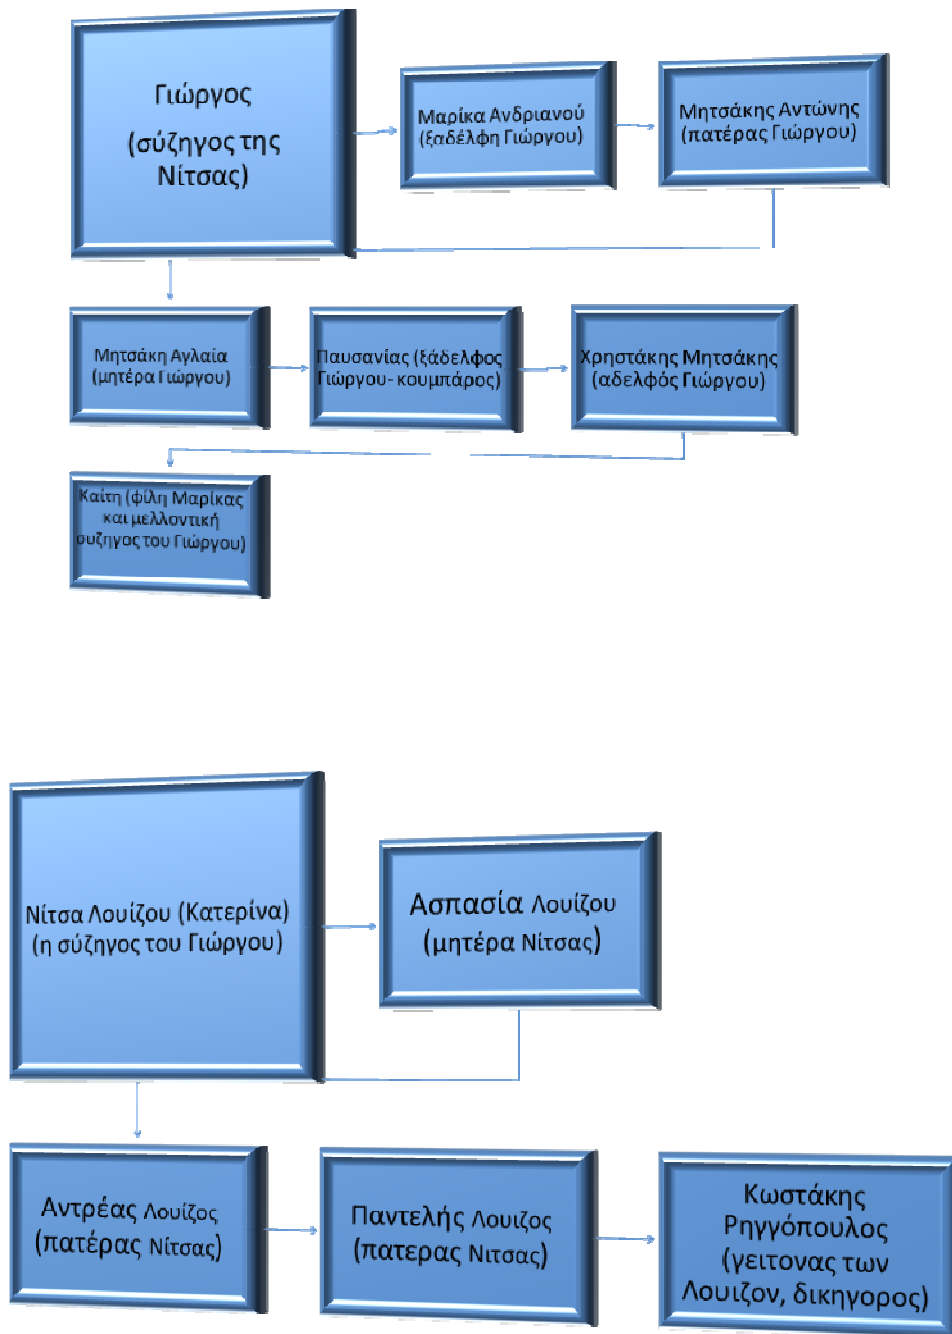 Γιώργος
(σύζηγος της
Νίτσας)
Μαρίκα Ανδριανού
(ξαδέλφη Γιώργου)
Μητσάκης Αντώνης
(πατέρας Γιώργου)
Μητσάκη Αγλαία
(μητέρα Γιώργου)
Παυσανίας (ξάδελφος
Γιώργου- κουμπάρος)
Χρηστάκης Μητσάκης
(αδελφός Γιώργου)
Καίτη (φίλη Μαρίκας
και μελλοντική
συζηγος του Γιώργου)
Νίτσα Λουίζου (Κατερίνα)
(η σύζηγος του Γιώργου)
Ασπασία Λουίζου
(μητέρα Νίτσας)
Αντρέας Λουίζος
(πατέρας Νίτσας)
Παντελής Λουιζος
(πατερας Νιτσας)
Κωστάκης
Ρηγγόπουλος
(γειτονας των
Λουιζον, δικηγορος)